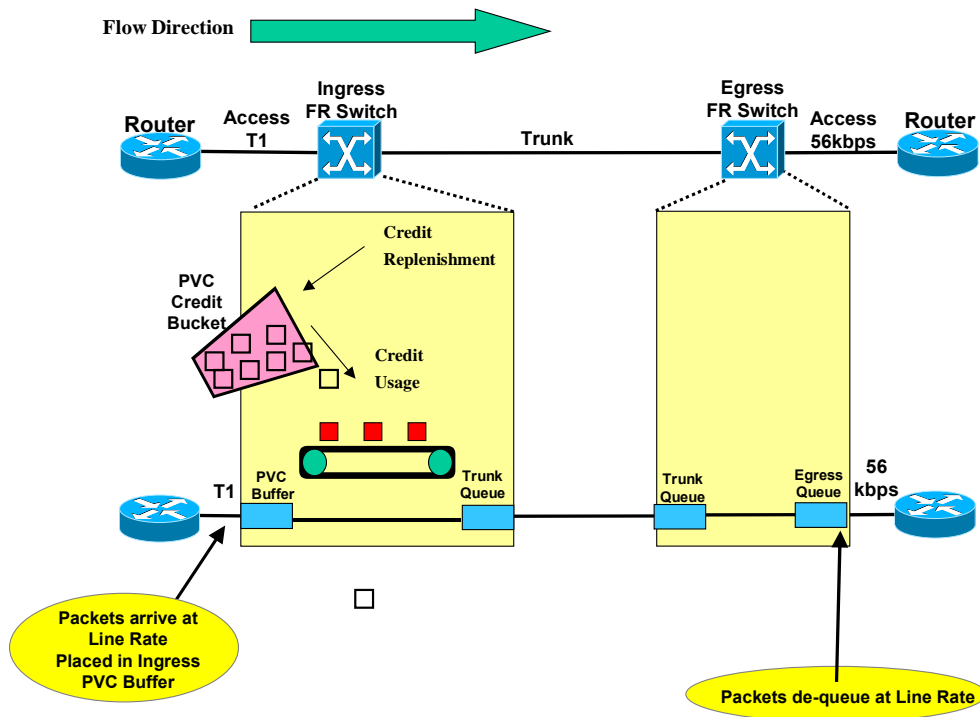 Flow Direction
Ingress
FR Switch
Egress
FR Switch
Router
Access
T1
Trunk
Access
56kbps
Router
Credit
Replenishment
PVC
Credit
Bucket
Credit
Usage
T1
PVC
Buffer
Trunk
Queue
Trunk
Queue
Egress
Queue
56
kbps
Packets arrive at
Line Rate
Placed in Ingress
PVC Buffer
Packets de-queue at Line Rate